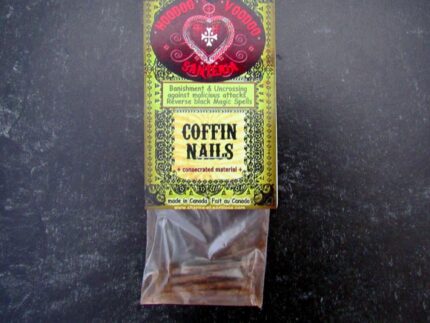 VOODOO VOODOO
Banishment & Uncrossing
against malicious attacks
Reverse black Magic Spells
COFFIN
NAILS
+ consecrated material +
made in Canada Fait au Canada